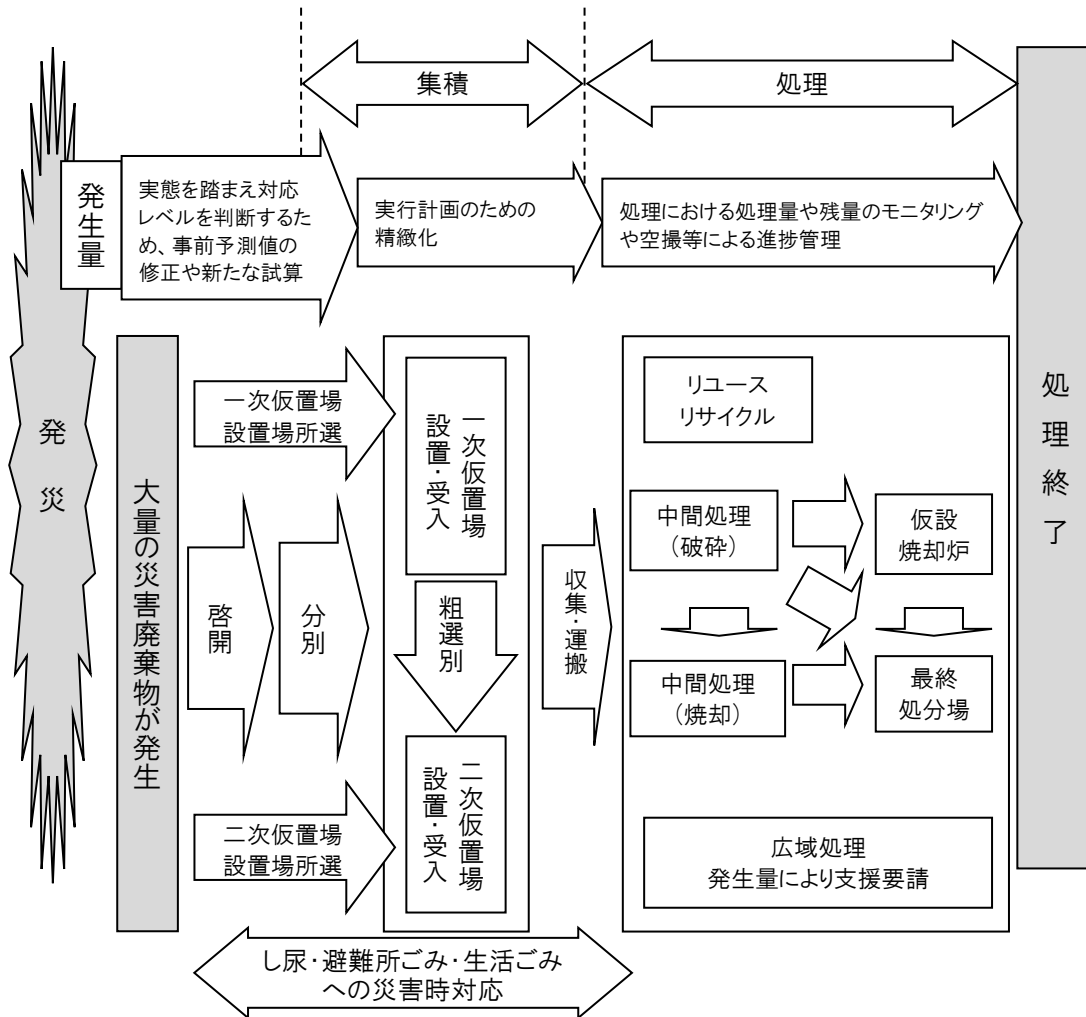 集積
処理
発生量
実態を踏まえ対応
レベルを判断するた
め、事前予測値の
修正や新たな試算
実行計画のための
精緻化
処理における処理量や残量のモニタリング
や空撮等による進捗管理
処理終了
発災
大量の災害廃棄物が発生
一次仮置場
設置場所選
啓開
分別
二次仮置場
設置場所選
一次仮置場
設置・受入
粗選別
二次仮置場
設置・受入
収集・運搬
リユース
リサイクル
中間処理
（破砕）
仮設
焼却炉
中間処理
（焼却）
最終
処分場
広域処理
発生量により支援要請
し尿・避難所ごみ・生活ごみ
への災害時対応